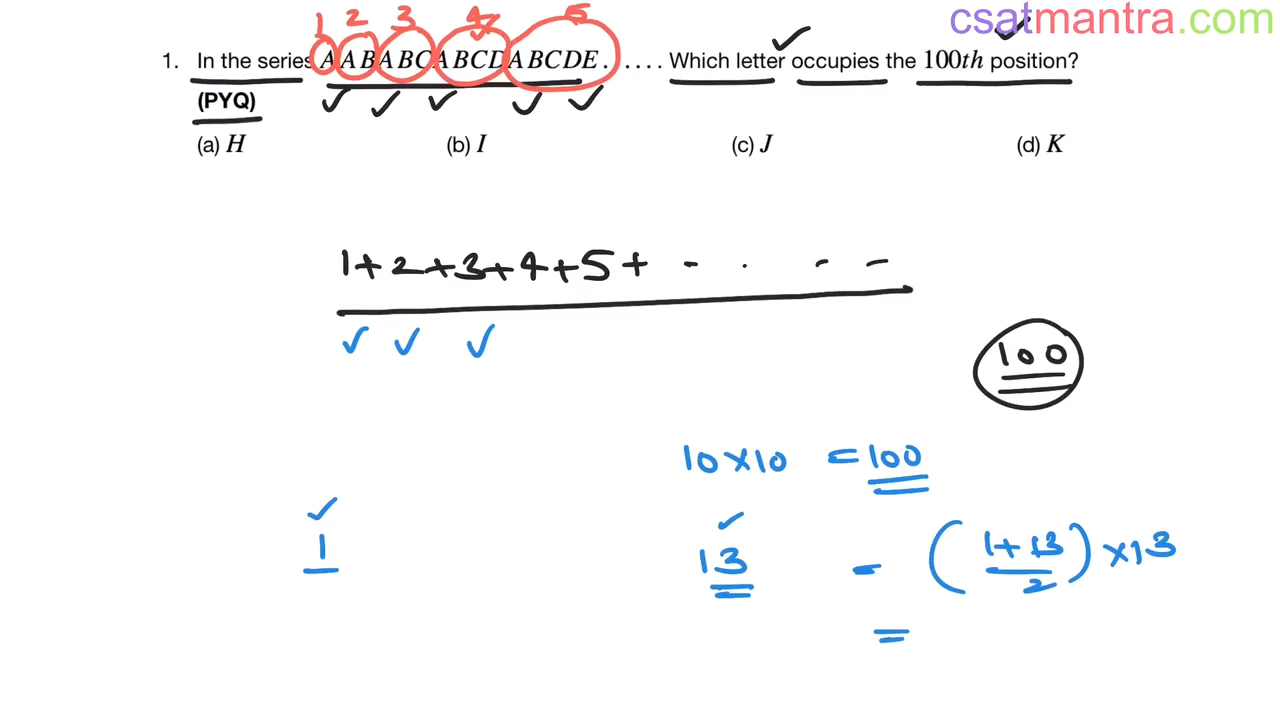 csatmantra.com
1 2 3 4 5
1. In the series A A B A B C A B C D A B C D E . . . . . Which letter occupies the 100th position?
(PYQ)
(a) H (b) I (c) J (d) K
1+2+3+4+5+ - . - -
100
10×10 = 100
1 13 = (1+13/2)×13
=